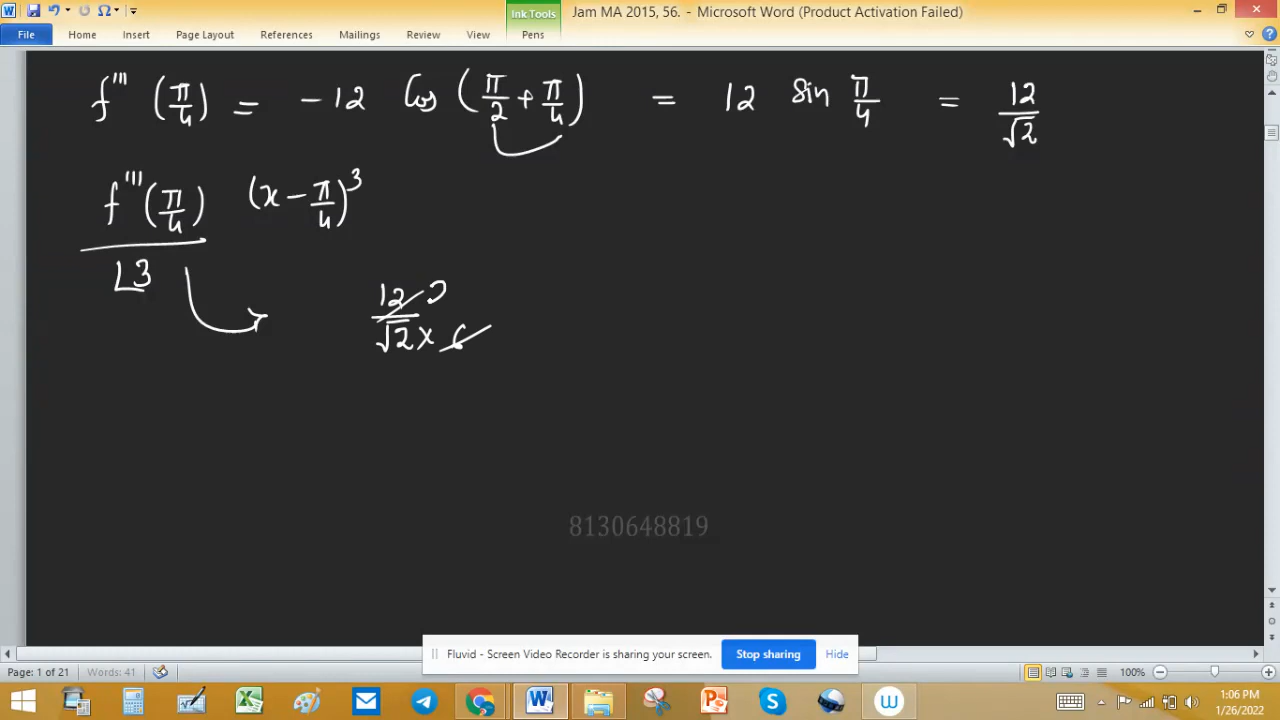 Jam MA 2015, 56. - Microsoft Word (Product Activation Failed)
Ink Tools
File Home Insert Page Layout References Mailings Review View Pens
f'''(π/4) = -12 Cos (π/2 + π/4) = 12 Sin π/4 = 12/√2
f'''(π/4) (x - π/4)^3
⌊3
12 2
√2 × 6
8130648819
Fluvid - Screen Video Recorder is sharing your screen. Stop sharing Hide
Page: 1 of 21 Words: 41 100%
1:06 PM
1/26/2022